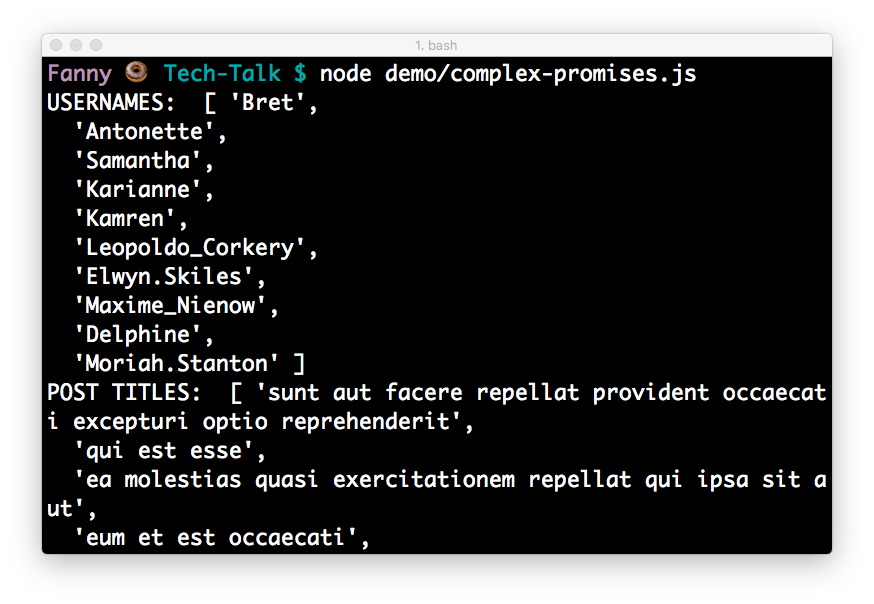 1. bash
Fanny 🍩 Tech-Talk $ node demo/complex-promises.js
USERNAMES:  [ 'Bret',
  'Antonette',
  'Samantha',
  'Karianne',
  'Kamren',
  'Leopoldo_Corkery',
  'Elwyn.Skiles',
  'Maxime_Nienow',
  'Delphine',
  'Moriah.Stanton' ]
POST TITLES:  [ 'sunt aut facere repellat provident occaecat
i excepturi optio reprehenderit',
  'qui est esse',
  'ea molestias quasi exercitationem repellat qui ipsa sit a
ut',
  'eum et est occaecati',